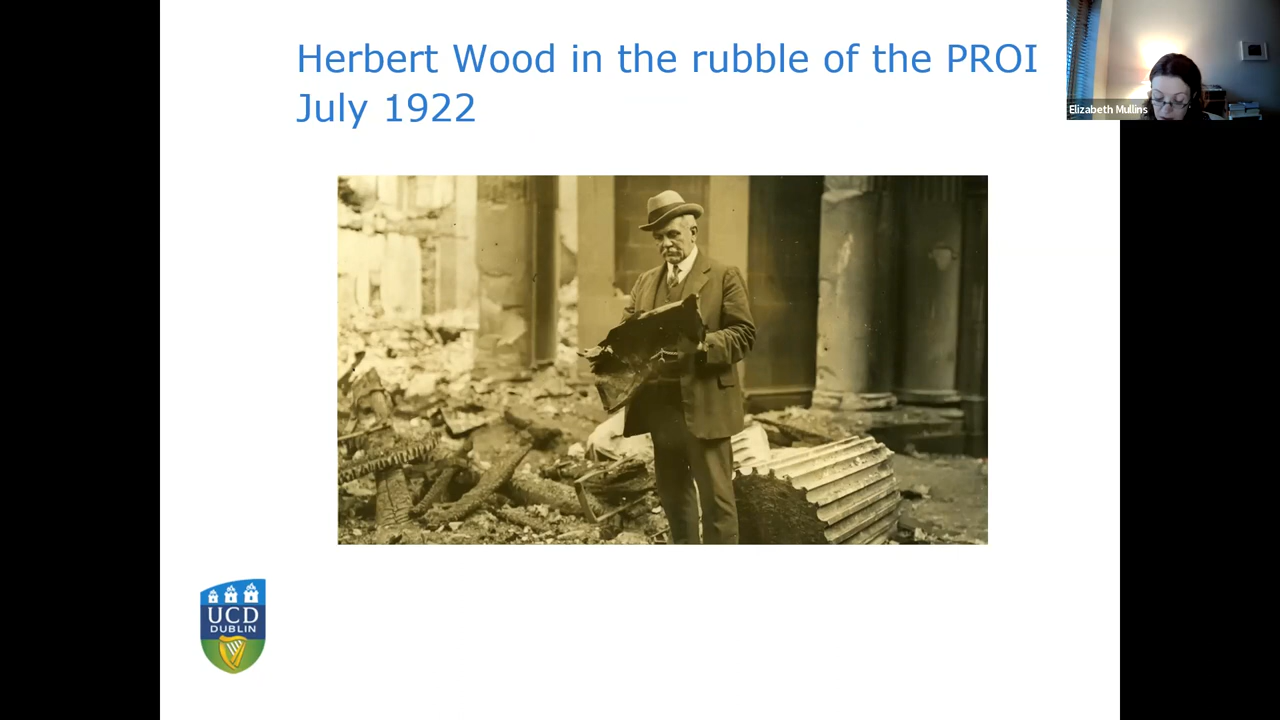 Herbert Wood in the rubble of the PROI
July 1922
Elizabeth Mullins
UCD
DUBLIN